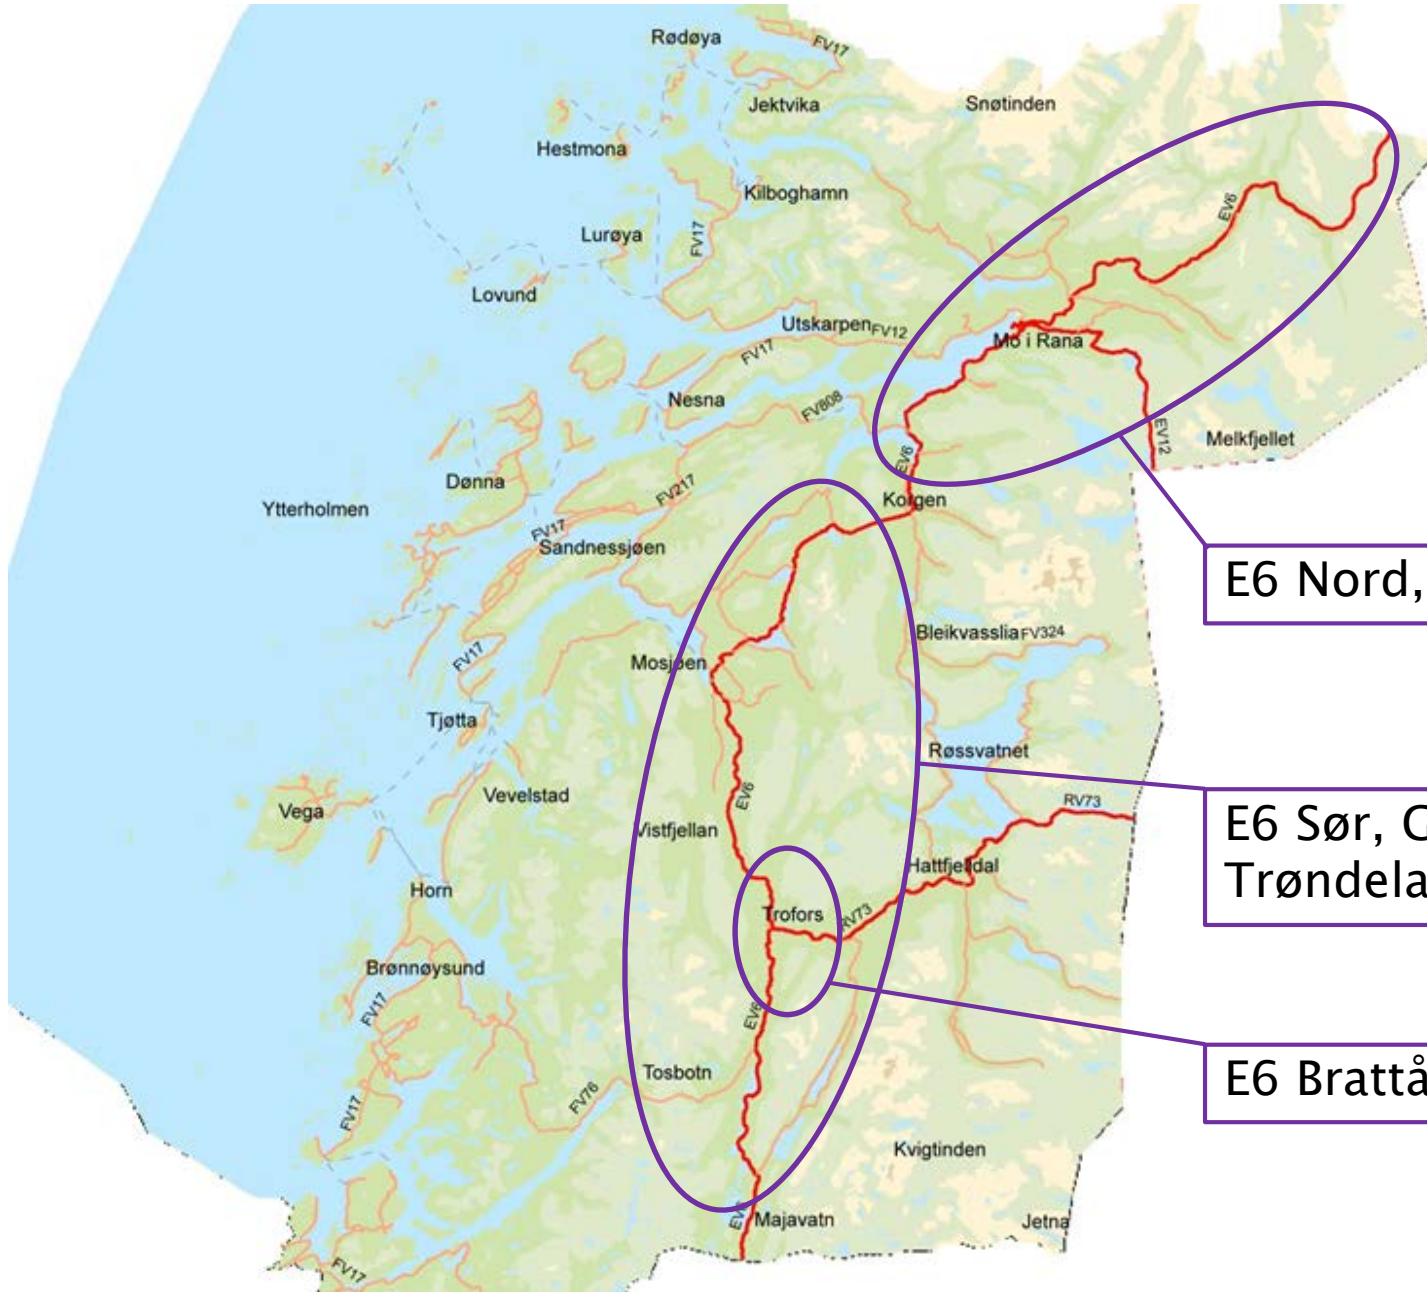 Rødøya
FV17
Jektvika
Snøtinden
Hestmona
Kilboghamn
EV6
Lurøya
FV17
Lovund
Utskarpen FV12
Mo i Rana
FV17
Nesna
FV808
EV12
Melkfjellet
EV6
Dønna
FV217
Korgen
Ytterholmen
FV17
Sandnessjøen
E6 Nord,
Bleikvasslia FV324
FV17
Mosjøen
Tjøtta
Røssvatnet
Vega
Vevelstad
EV6
RV73
Vistfjellan
E6 Sør,
Trøndela
Hattfjelldal
Horn
Trofors
RV73
Brønnøysund
FV17
EV6
E6 Brattå
Tosbotn
FV76
FV17
Kvigtinden
EV6
Majavatn
Jetna
FV17